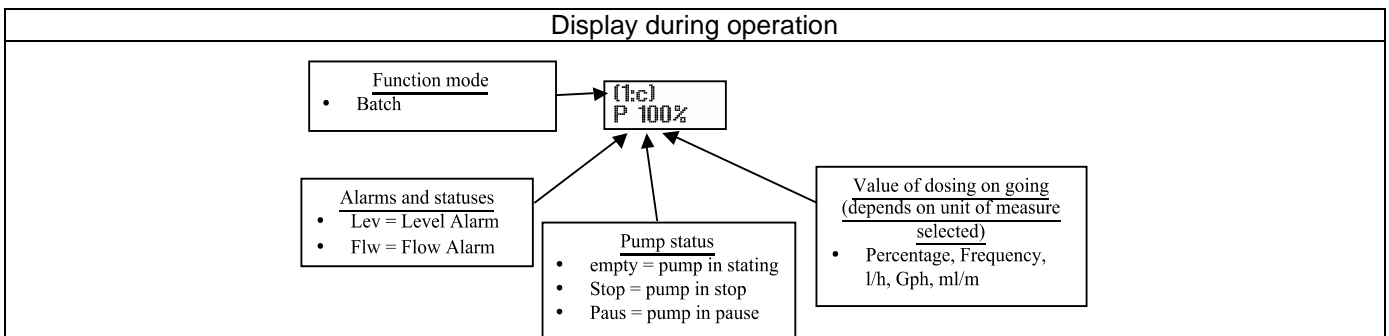 Display during operation
Function mode
• Batch
(1:c)
P 100%
Alarms and statuses
• Lev = Level Alarm
• Flw = Flow Alarm
Pump status
• empty = pump in stating
• Stop = pump in stop
• Paus = pump in pause
Value of dosing on going
(depends on unit of measure
selected)
• Percentage, Frequency,
l/h, Gph, ml/m